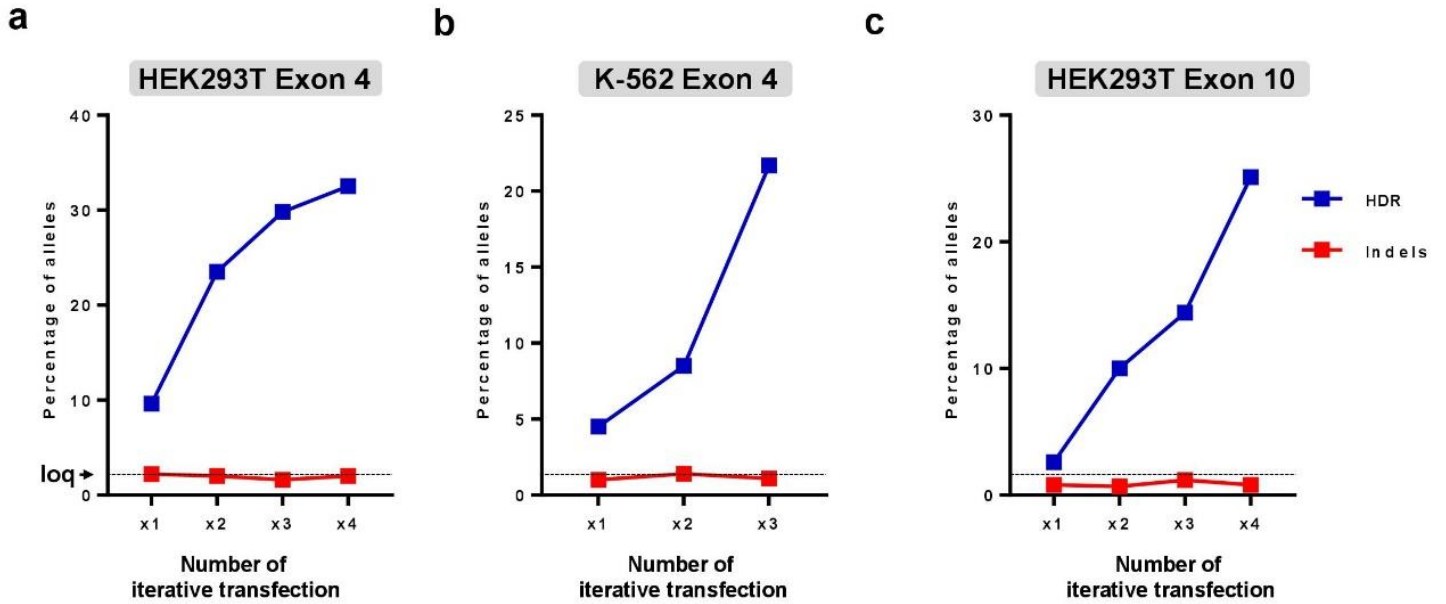 a
HEK293T Exon 4
Percentage of alleles
40
30
20
10
0
loq
x1 x2 x3 x4
Number of
iterative transfection
b
K-562 Exon 4
Percentage of alleles
25
20
15
10
5
0
x1 x2 x3
Number of
iterative transfection
c
HEK293T Exon 10
Percentage of alleles
30
20
10
0
x1 x2 x3 x4
Number of
iterative transfection
HDR
Indels